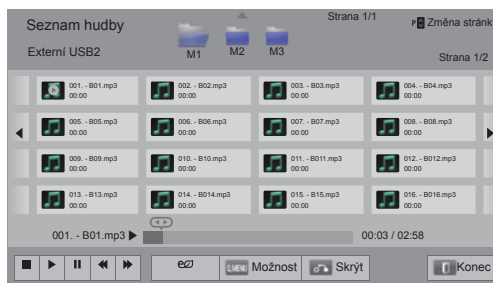 Seznam hudby
Strana 1/1
P Změna stránk
Externí USB2
M1 M2 M3
Strana 1/2
001. - B01.mp3 00:00
002. - B02.mp3 00:00
003. - B03.mp3 00:00
004. - B04.mp3 00:00
005. - B05.mp3 00:00
006. - B06.mp3 00:00
007. - B07.mp3 00:00
008. - B08.mp3 00:00
009. - B09.mp3 00:00
010. - B10.mp3 00:00
011. - B011.mp3 00:00
012. - B012.mp3 00:00
013. - B13.mp3 00:00
014. - B014.mp3 00:00
015. - B15.mp3 00:00
016. - B016.mp3 00:00
001. - B01.mp3
00:03 / 02:58
Q.MENU Možnost
Skrýt
Konec